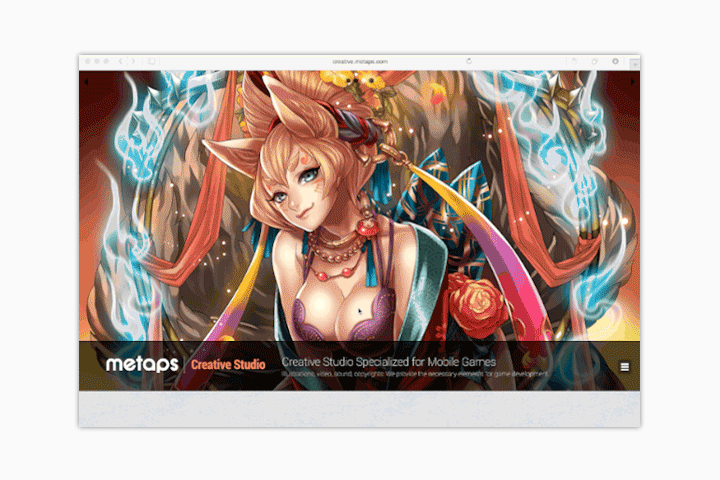 creative.metaps.com
metaps Creative Studio
Creative Studio Specialized for Mobile Games
Illustrations, video, sound, copyrights. We provide the necessary elements for game development.